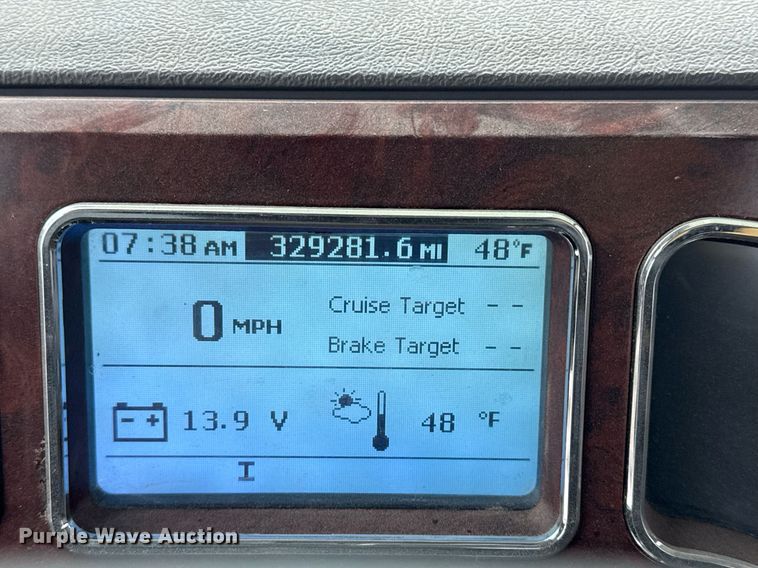 07:38 AM 329281.6 MI 48°F
0 MPH
Cruise Target - -
Brake Target - -
- + 13.9 V 48 °F
I
Purple Wave Auction